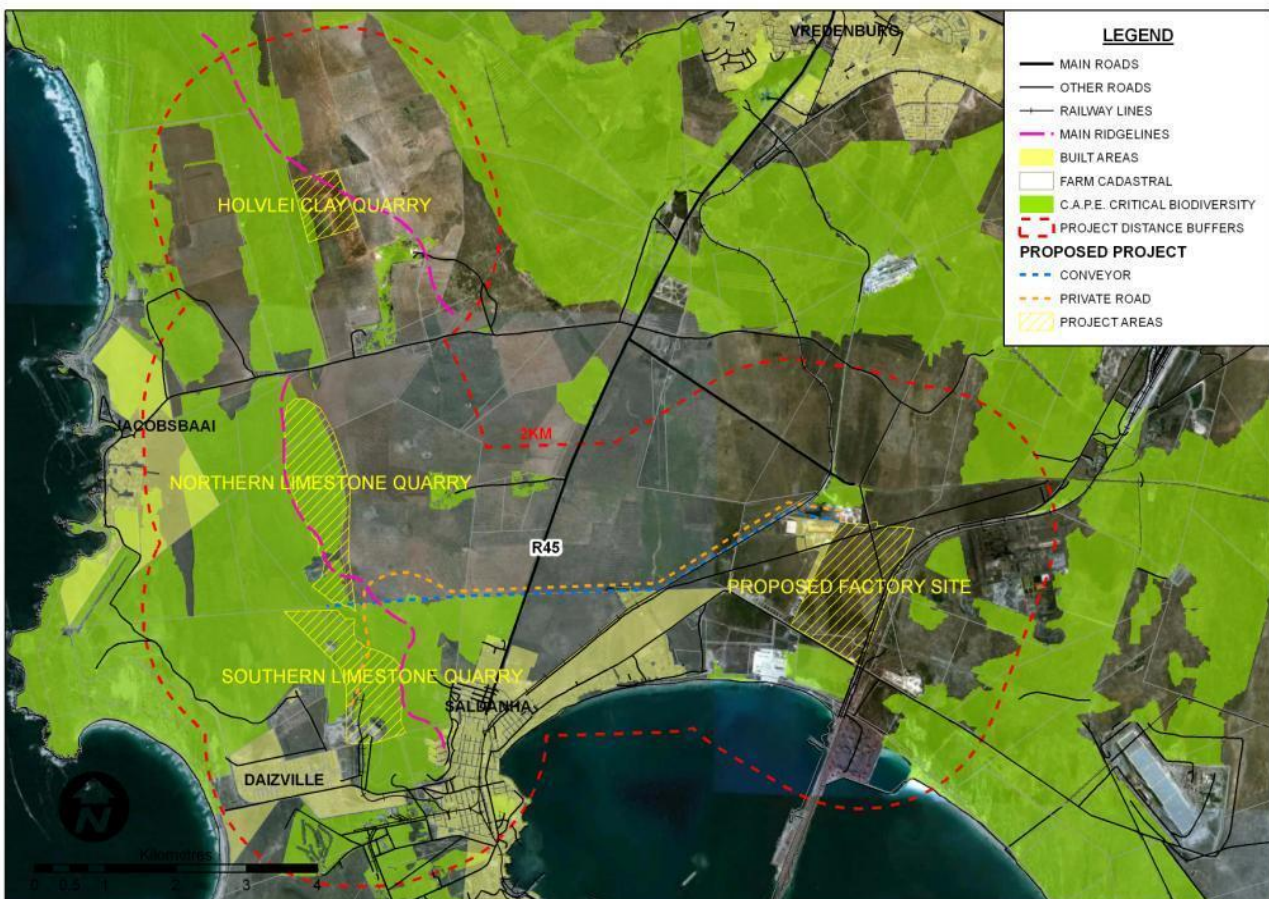 VREDENBURG
LEGEND
MAIN ROADS
OTHER ROADS
RAILWAY LINES
MAIN RIDGELINES
BUILT AREAS
FARM CADASTRAL
C.A.P.E. CRITICAL BIODIVERSITY
PROJECT DISTANCE BUFFERS
PROPOSED PROJECT
CONVEYOR
PRIVATE ROAD
PROJECT AREAS
HOLVLEI CLAY QUARRY
JACOBSBAAI
2KM
NORTHERN LIMESTONE QUARRY
R45
PROPOSED FACTORY SITE
SOUTHERN LIMESTONE QUARRY
SALDANHA
DAIZVILLE
N
Kilometres
0 0.5 1 2 3 4